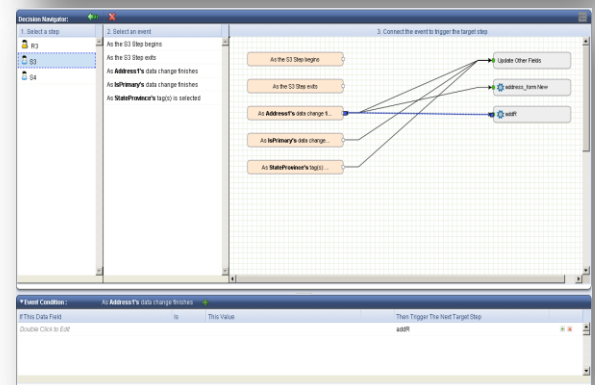 Decision Navigator:
1. Select a step
R3
S3
S4
2. Select an event
As the S3 Step begins
As the S3 Step exits
As Address1's data change finishes
As IsPrimary's data change finishes
As StateProvince's tag(s) is selected
3. Connect the event to trigger the target step
As the S3 Step begins
As the S3 Step exits
As Address1's data change fi...
As IsPrimary's data change...
As StateProvince's tag(s) ...
Update Other Fields
address_form New
addR
Event Condition : As Address1's data change finishes
If This Data Field Is This Value Then Trigger The Next Target Step
Double Click to Edit addR